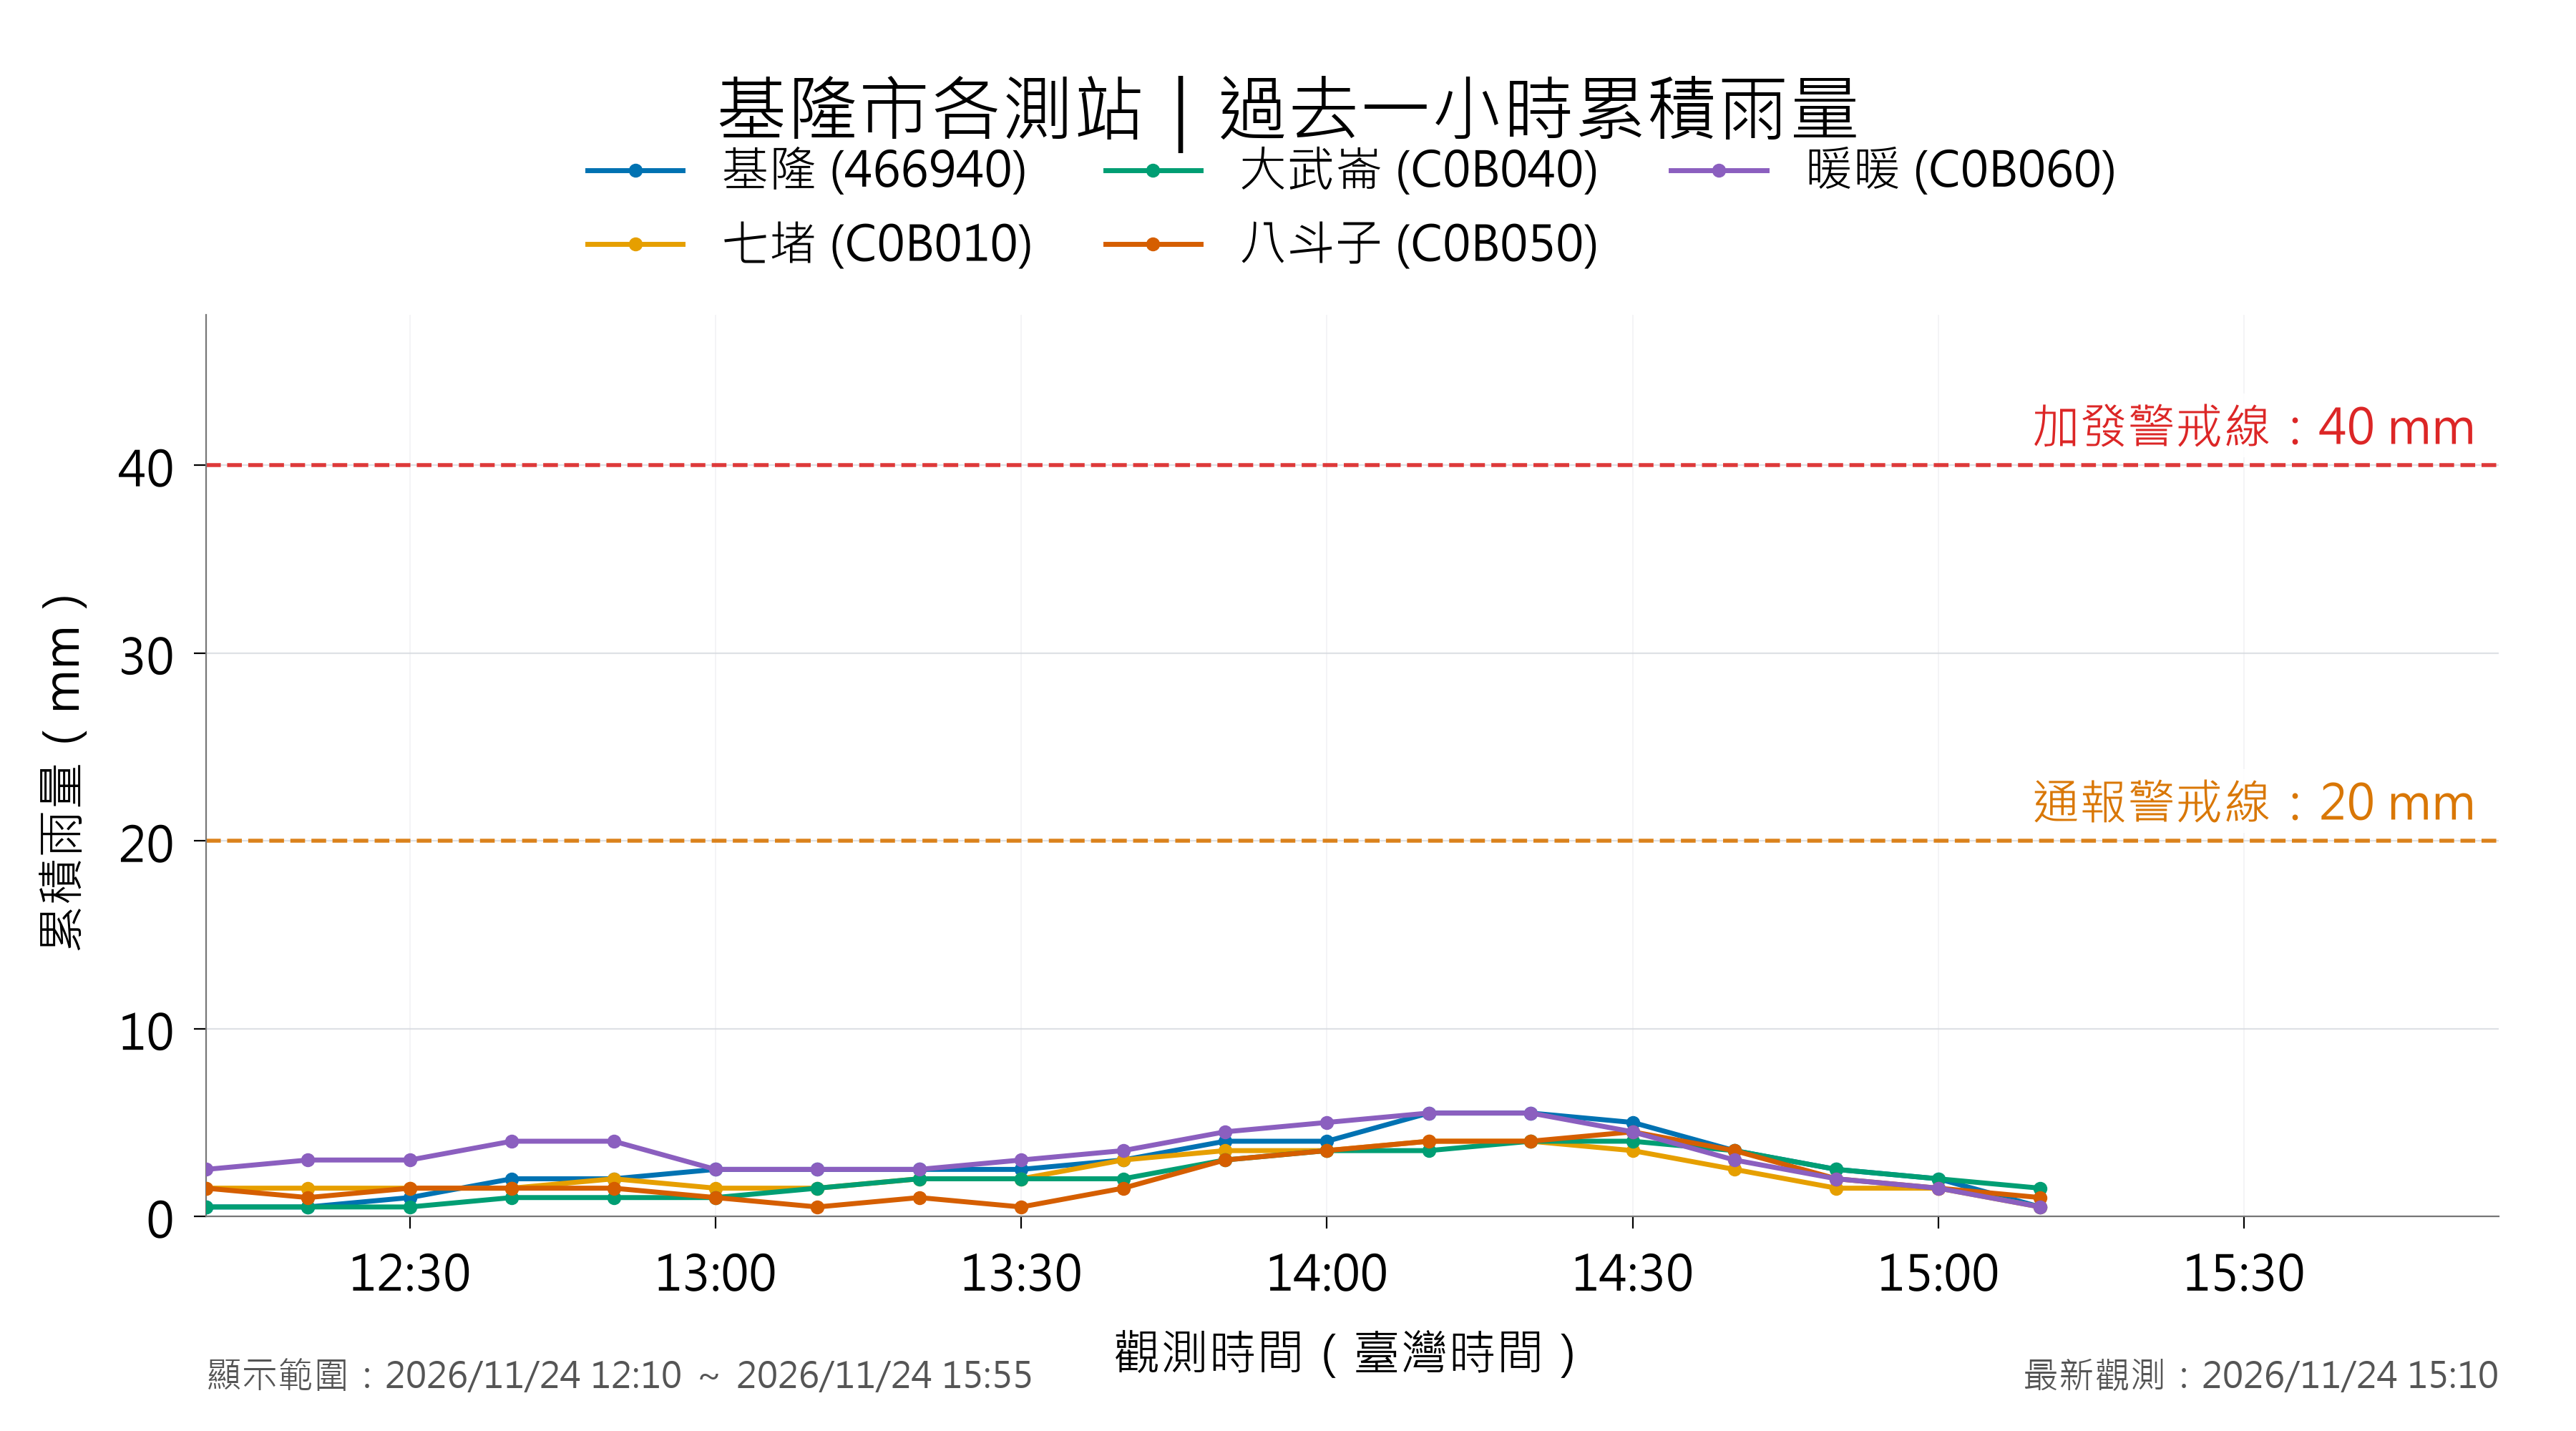 基隆市各測站｜過去一小時累積雨量
基隆 (466940)
大武崙 (C0B040)
暖暖 (C0B060)
七堵 (C0B010)
八斗子 (C0B050)
加發警戒線：40 mm
通報警戒線：20 mm
累積雨量（mm）
40
30
20
10
0
12:30
13:00
13:30
14:00
14:30
15:00
15:30
觀測時間（臺灣時間）
顯示範圍：2026/11/24 12:10 ~ 2026/11/24 15:55
最新觀測：2026/11/24 15:10